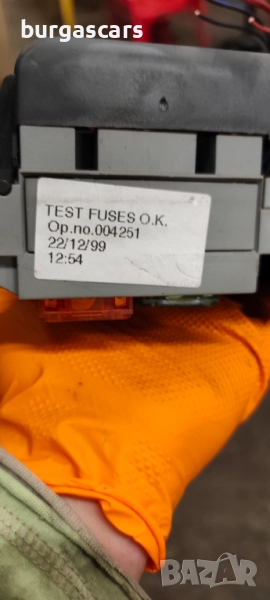 burgascars
TEST FUSES O.K.
Op.no.004251
22/12/99
12:54
BAZAR